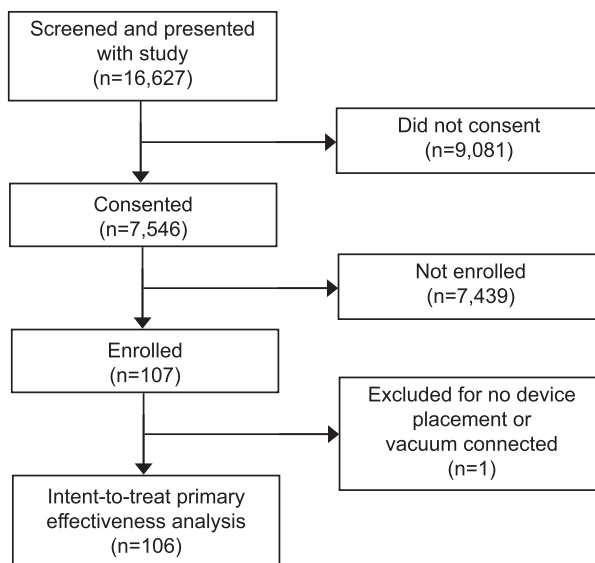 Screened and presented
with study
(n=16,627)
Did not consent
(n=9,081)
Consented
(n=7,546)
Not enrolled
(n=7,439)
Enrolled
(n=107)
Excluded for no device
placement or
vacuum connected
(n=1)
Intent-to-treat primary
effectiveness analysis
(n=106)